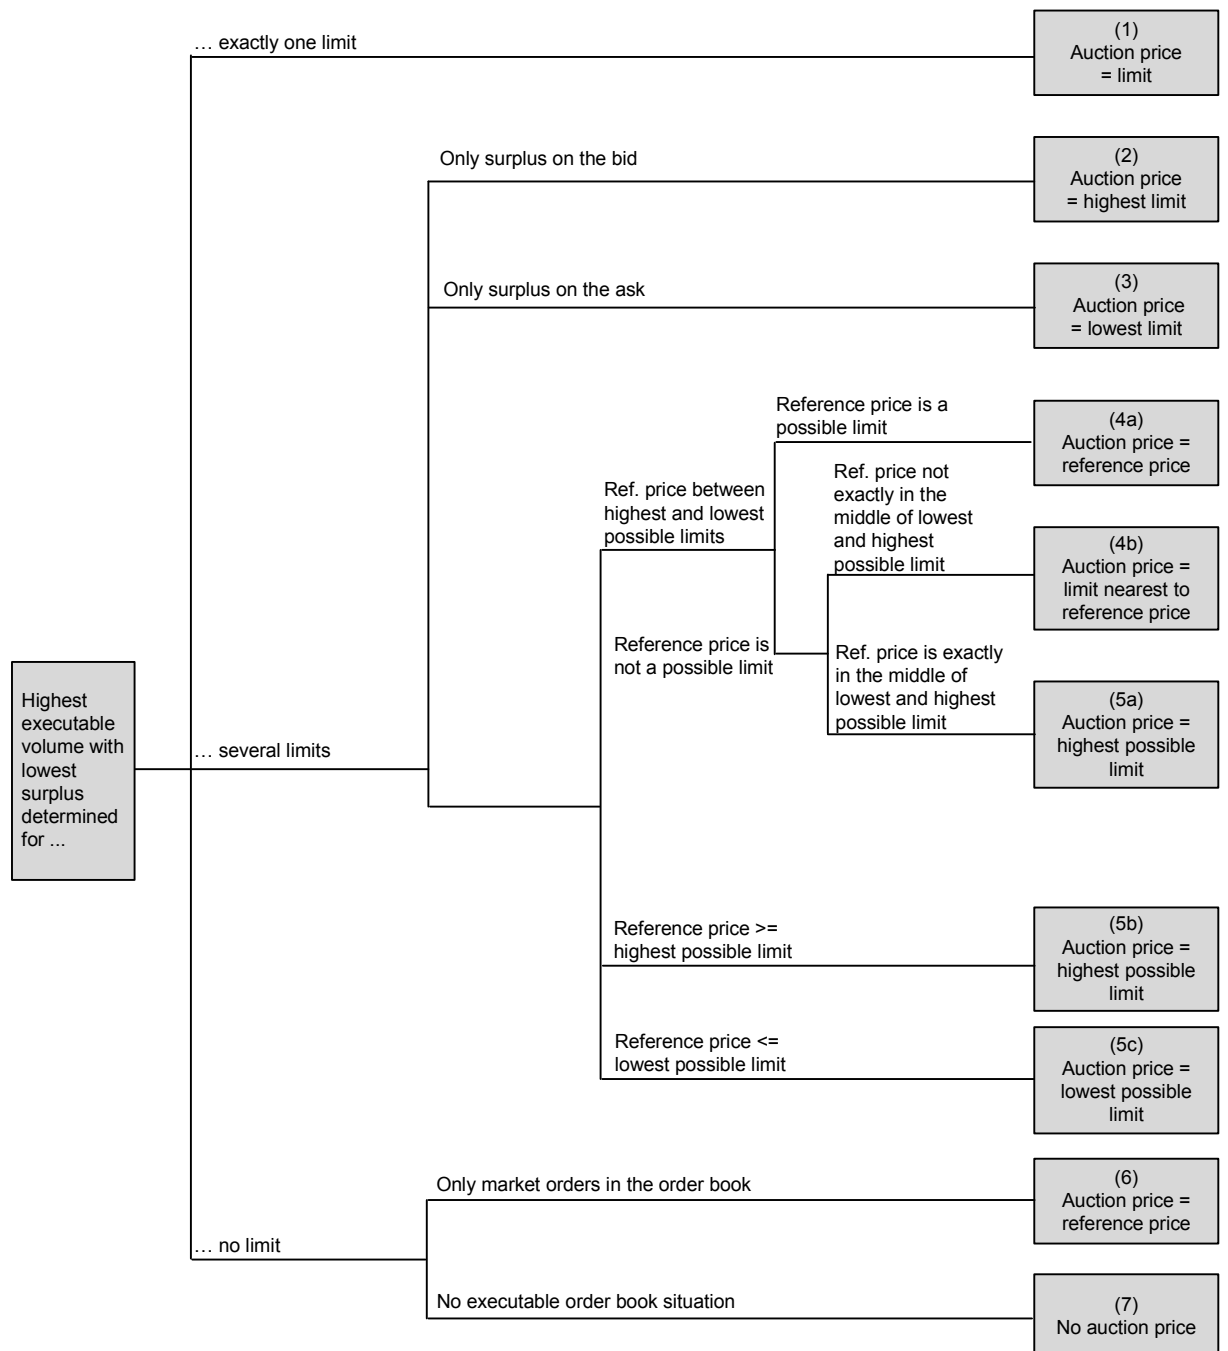 … exactly one limit
(1)
Auction price
= limit
Only surplus on the bid
(2)
Auction price
= highest limit
Only surplus on the ask
(3)
Auction price
= lowest limit
Reference price is a
possible limit
(4a)
Auction price =
reference price
Ref. price between
highest and lowest
possible limits
Ref. price not
exactly in the
middle of lowest
and highest
possible limit
(4b)
Auction price =
limit nearest to
reference price
Reference price is
not a possible limit
Ref. price is exactly
in the middle of
lowest and highest
possible limit
(5a)
Auction price =
highest possible
limit
Highest
executable
volume with
lowest
surplus
determined
for ...
… several limits
Reference price >=
highest possible limit
(5b)
Auction price =
highest possible
limit
Reference price <=
lowest possible limit
(5c)
Auction price =
lowest possible
limit
Only market orders in the order book
(6)
Auction price =
reference price
… no limit
No executable order book situation
(7)
No auction price